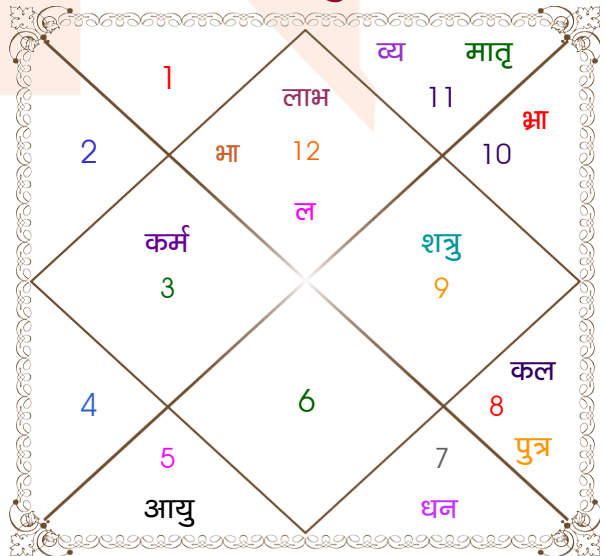 व्य मातृ
1 लाभ 11
भ्रा
2 भा 12 10
ल
कर्म शत्रु
3 9
कल
4 6 8
पुत्र
5 7
आयु धन